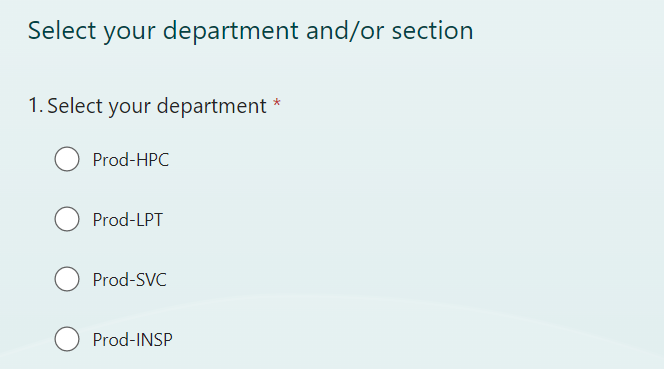 Select your department and/or section
1. Select your department *
Prod-HPC
Prod-LPT
Prod-SVC
Prod-INSP